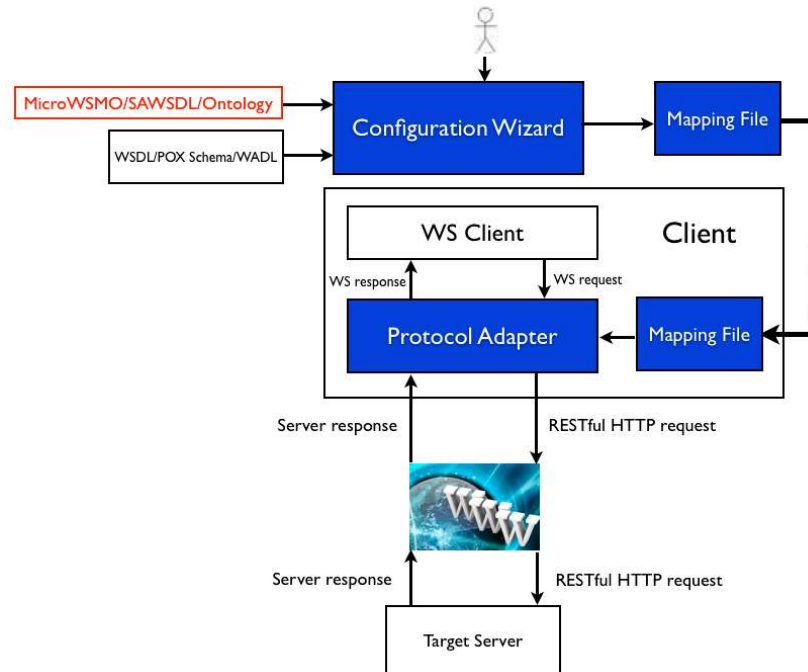 MicroWSMO/SAWSDL/Ontology
WSDL/POX Schema/WADL
Configuration Wizard
Mapping File
WS Client
Client
WS response
WS request
Protocol Adapter
Mapping File
Server response
RESTful HTTP request
WWW
Server response
RESTful HTTP request
Target Server